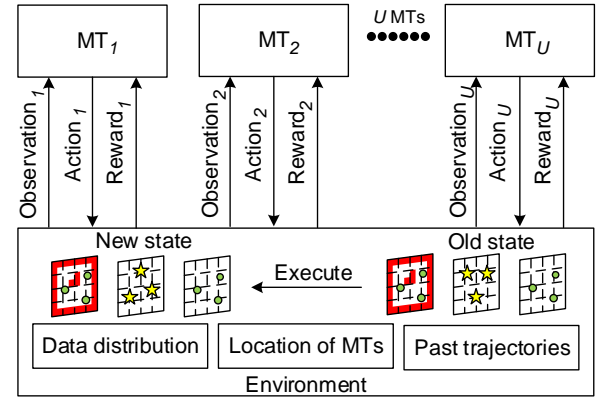 MT1
MT2
U MTs
MTU
Observation1
Action1
Reward1
Observation2
Action2
Reward2
ObservationU
ActionU
RewardU
New state
Old state
Execute
Data distribution
Location of MTs
Past trajectories
Environment